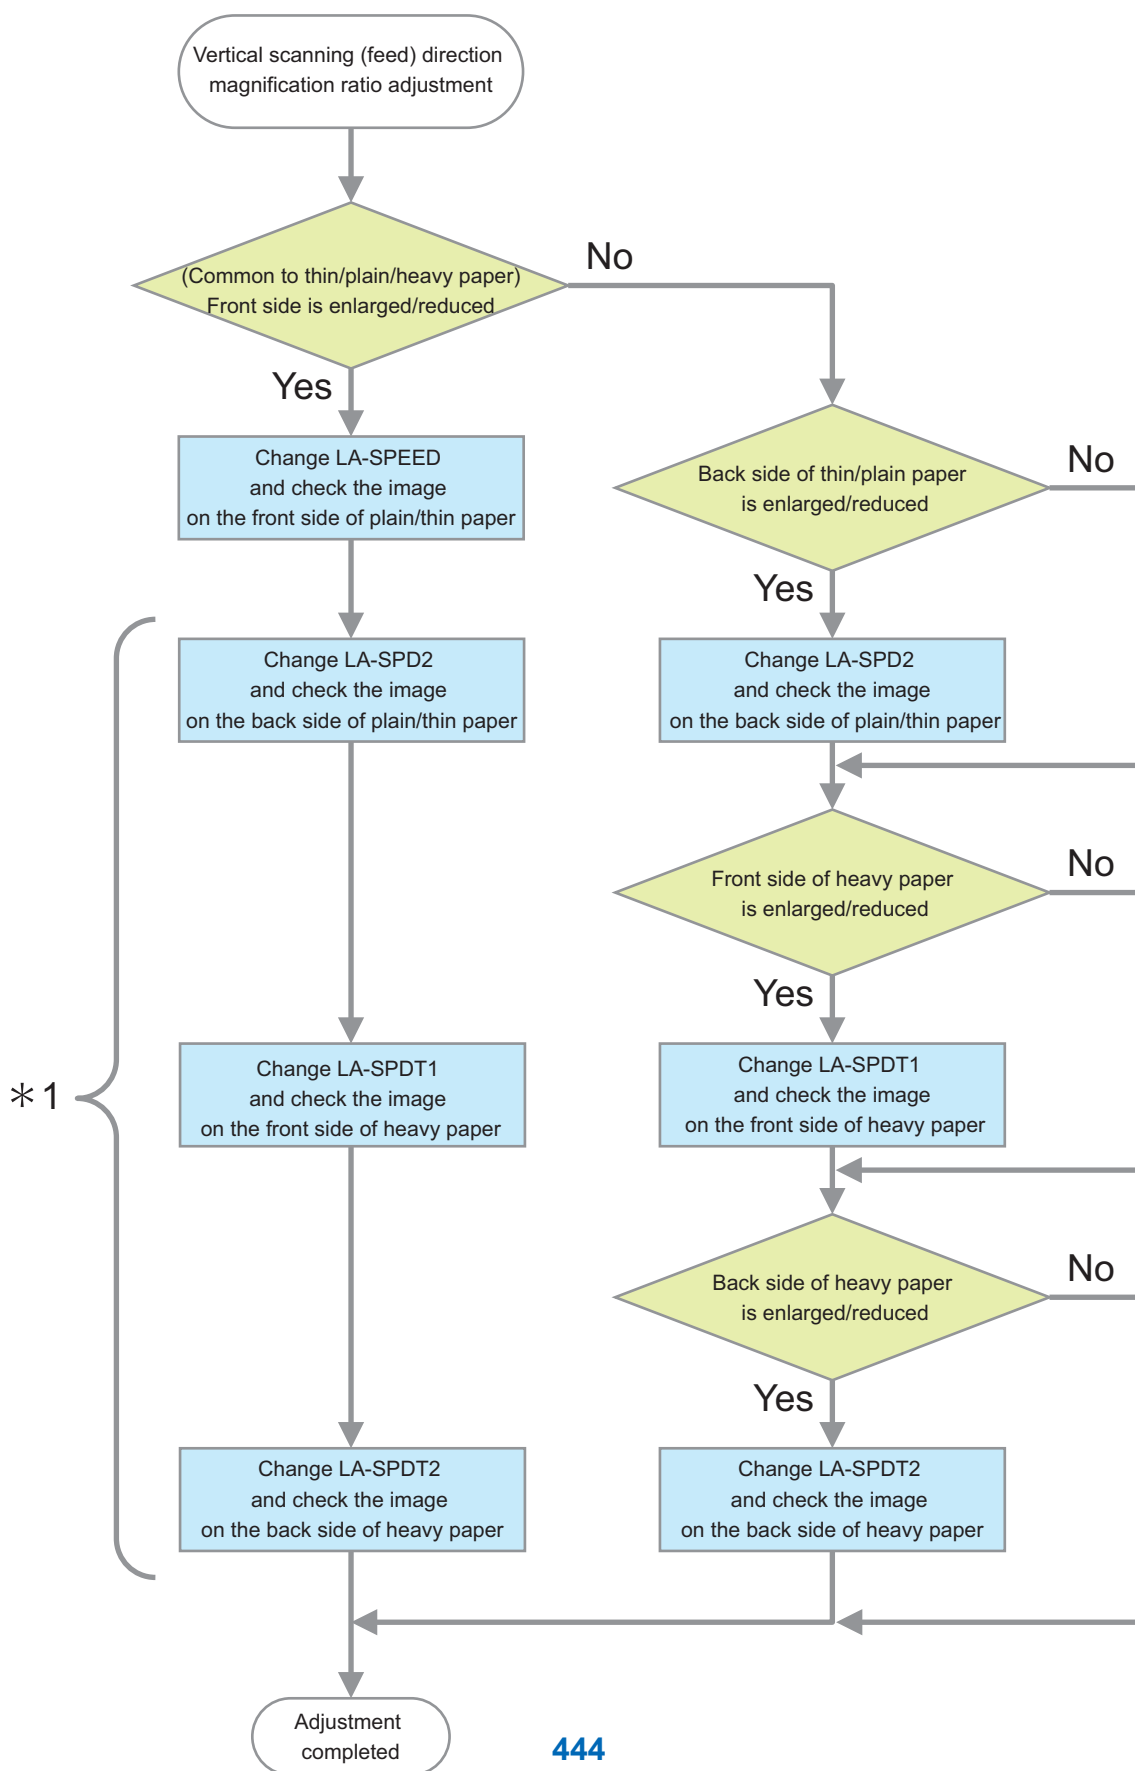 Vertical scanning (feed) direction
magnification ratio adjustment
(Common to thin/plain/heavy paper)
Front side is enlarged/reduced
No
Yes
Change LA-SPEED
and check the image
on the front side of plain/thin paper
Back side of thin/plain paper
is enlarged/reduced
No
Yes
Change LA-SPD2
and check the image
on the back side of plain/thin paper
Change LA-SPD2
and check the image
on the back side of plain/thin paper
Front side of heavy paper
is enlarged/reduced
No
Yes
*1
Change LA-SPDT1
and check the image
on the front side of heavy paper
Change LA-SPDT1
and check the image
on the front side of heavy paper
Back side of heavy paper
is enlarged/reduced
No
Yes
Change LA-SPDT2
and check the image
on the back side of heavy paper
Change LA-SPDT2
and check the image
on the back side of heavy paper
Adjustment
completed
444